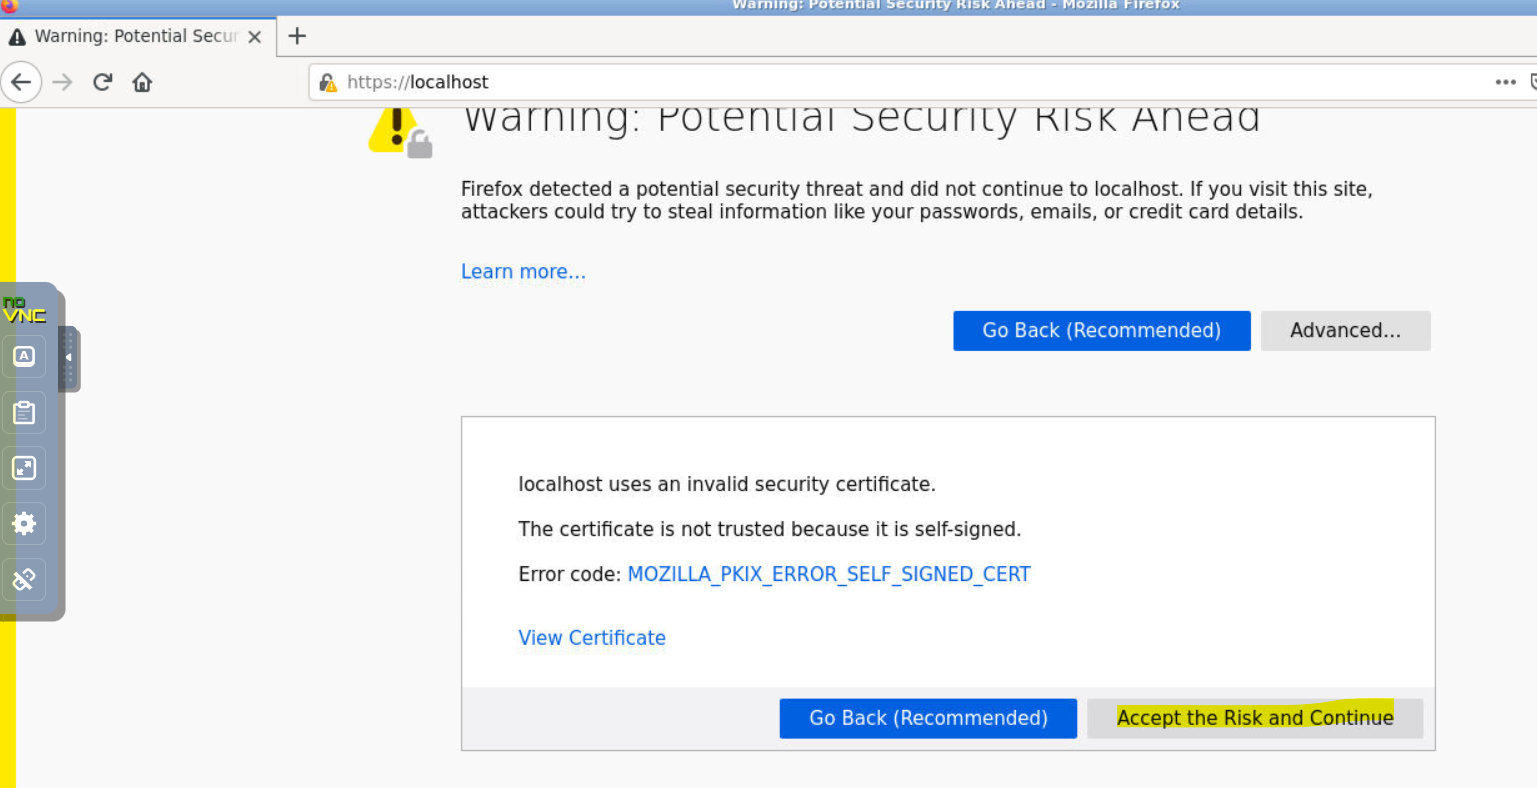 Warning: Potential Security Risk Ahead - Mozilla Firefox
Warning: Potential Secur
https://localhost
Warning: Potential Security Risk Ahead
Firefox detected a potential security threat and did not continue to localhost. If you visit this site,
attackers could try to steal information like your passwords, emails, or credit card details.
Learn more…
no
VNC
A
Go Back (Recommended)
Advanced…
localhost uses an invalid security certificate.
The certificate is not trusted because it is self-signed.
Error code: MOZILLA_PKIX_ERROR_SELF_SIGNED_CERT
View Certificate
Go Back (Recommended)
Accept the Risk and Continue